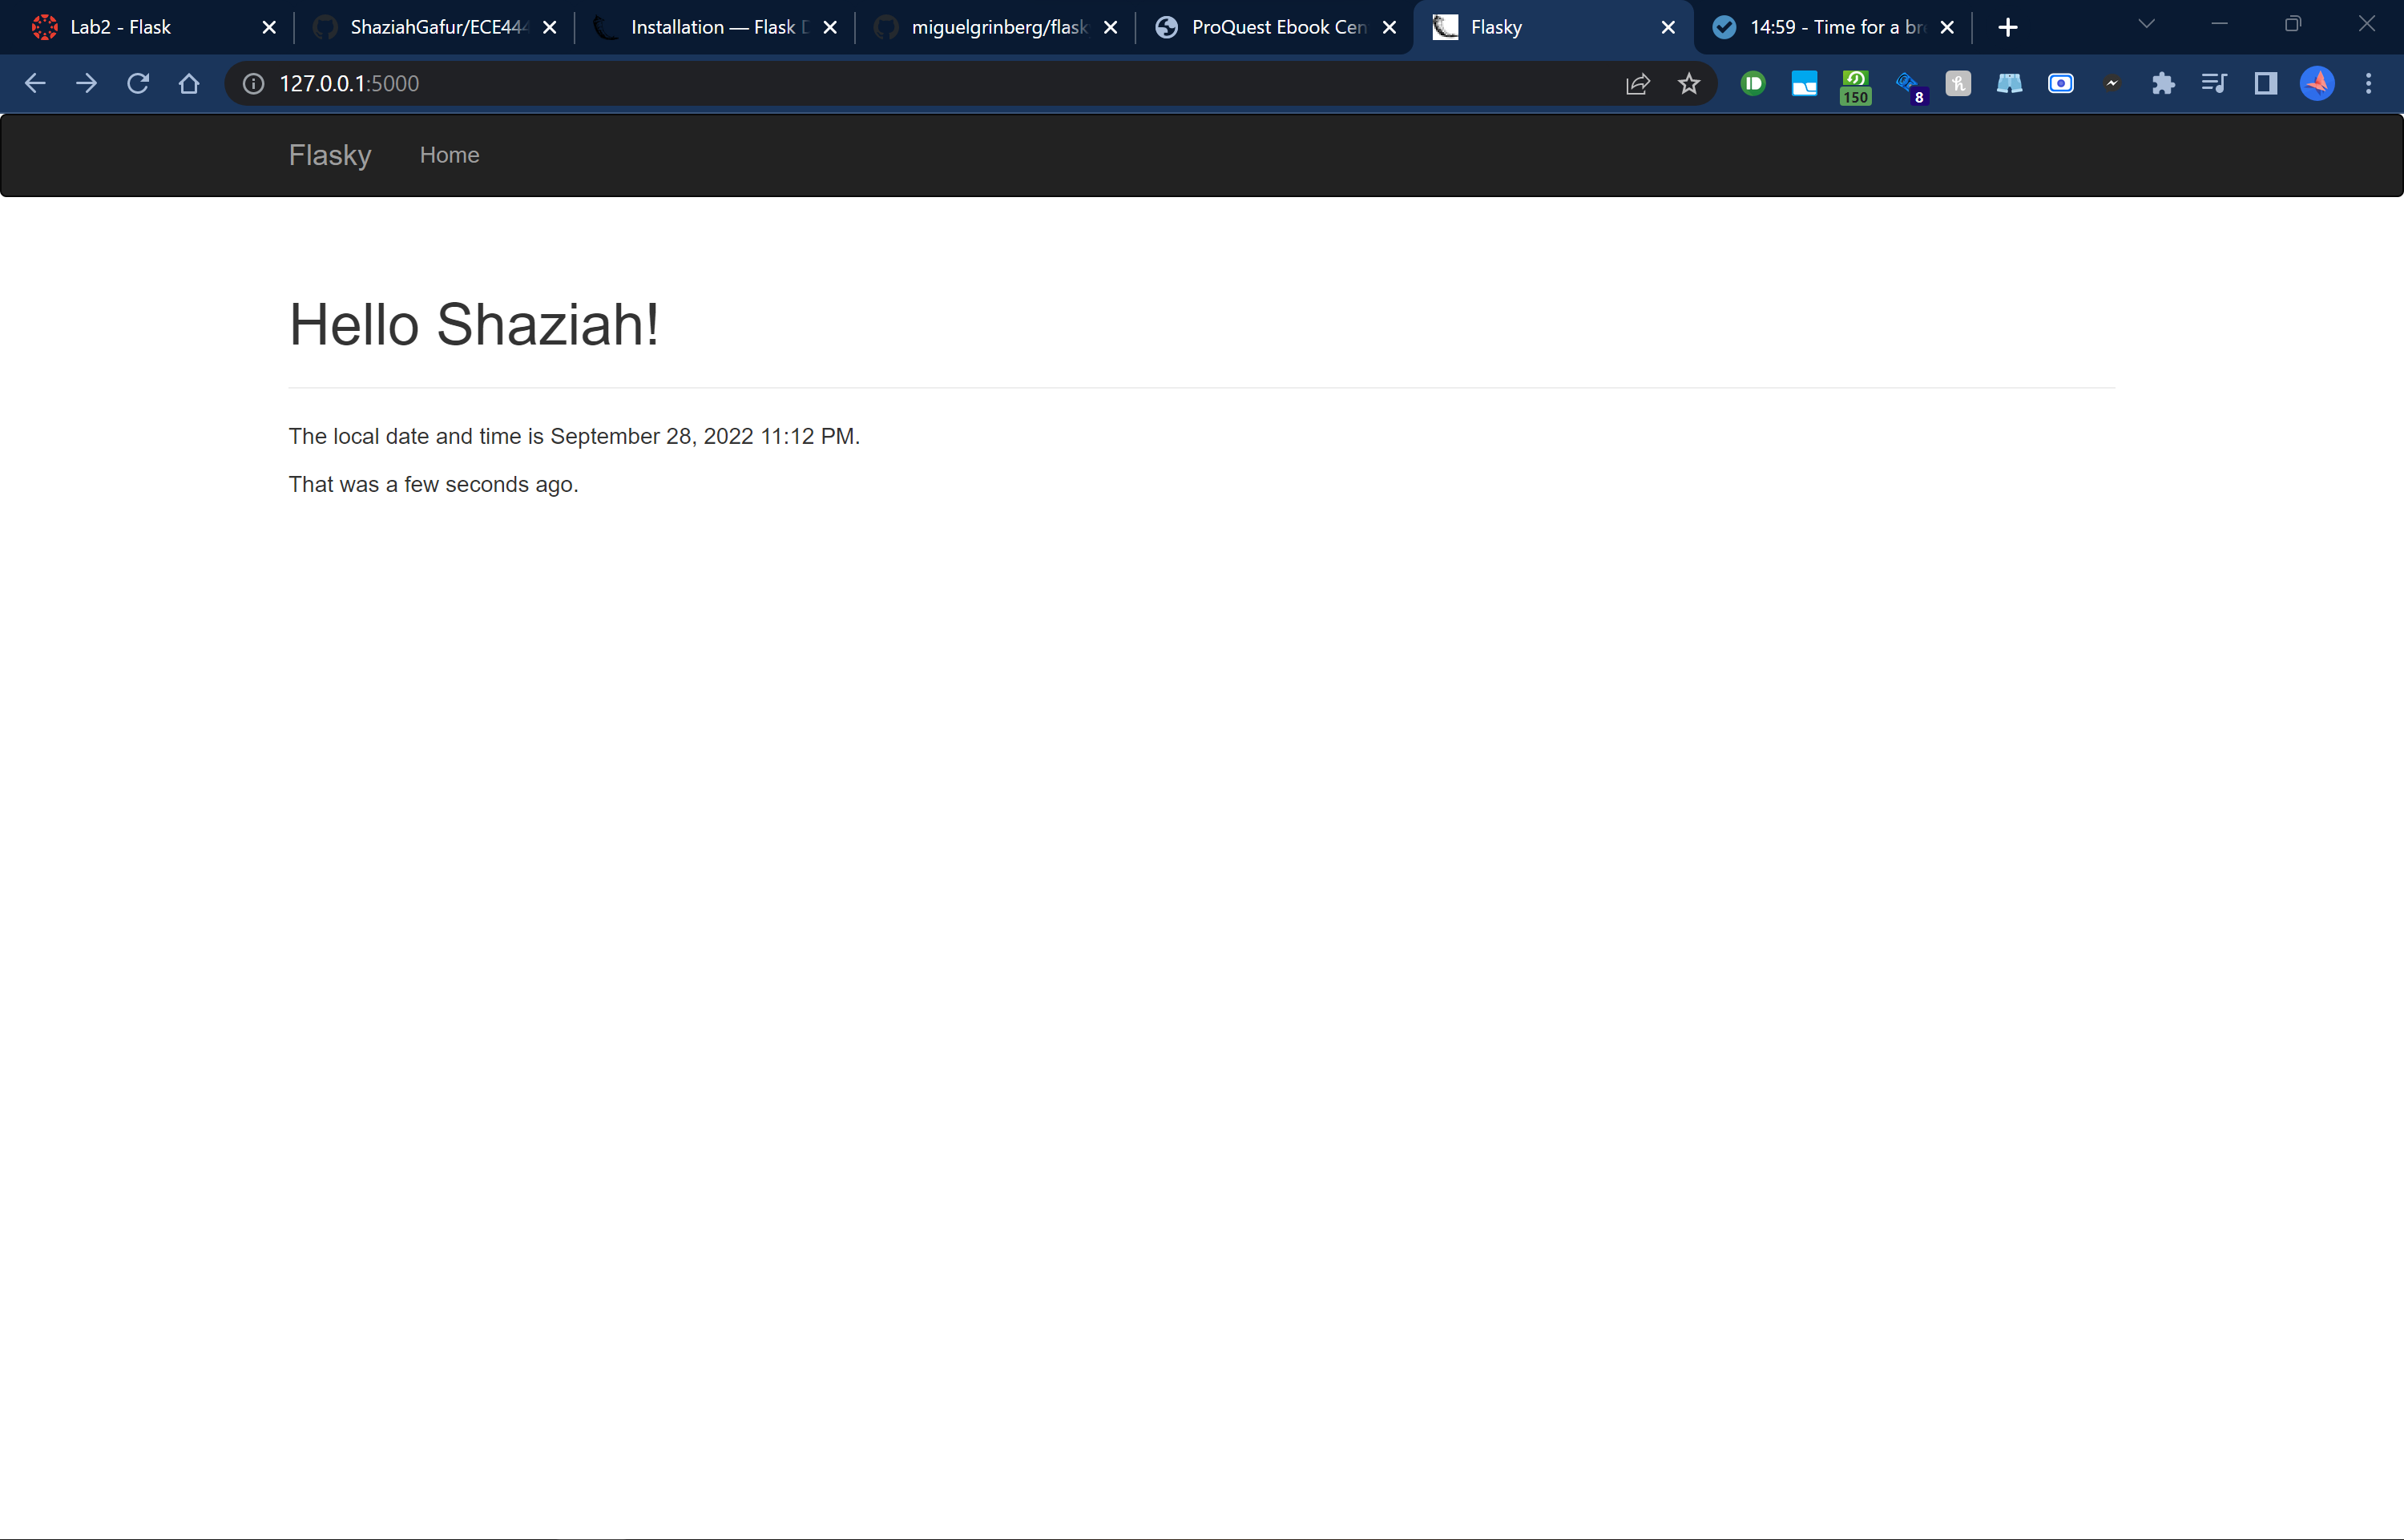 Lab2 - Flask
ShaziahGafur/ECE444
Installation — Flask D
miguelgrinberg/flask
ProQuest Ebook Cen
Flasky
14:59 - Time for a bre
127.0.0.1:5000
150
8
Flasky Home
Hello Shaziah!
The local date and time is September 28, 2022 11:12 PM.
That was a few seconds ago.